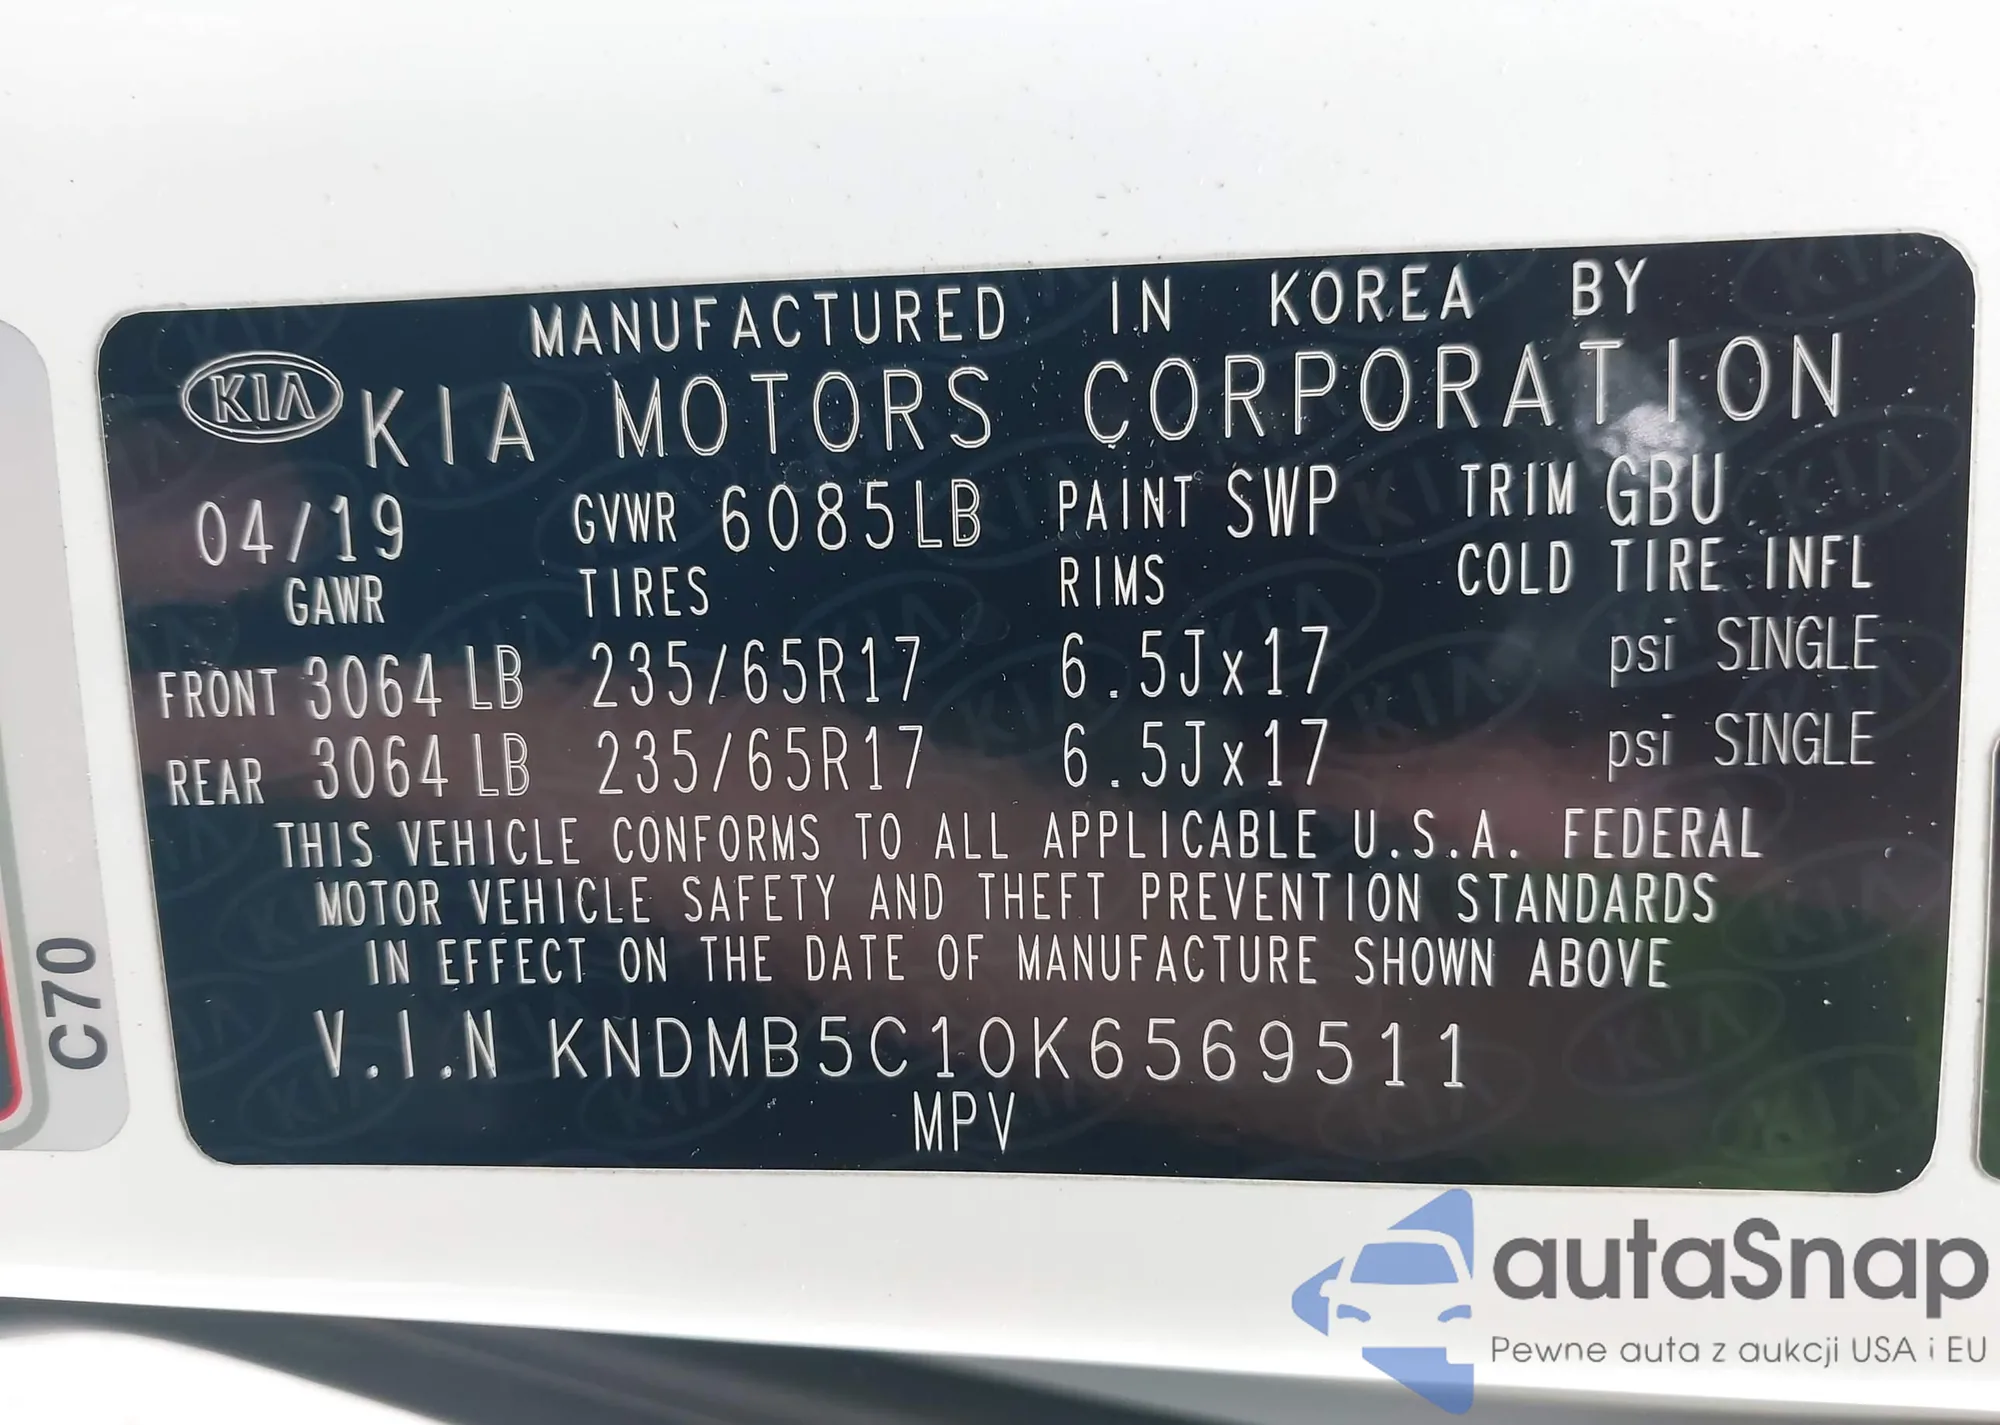 MANUFACTURED IN KOREA BY
KIA KIA MOTORS CORPORATION
04/19 GVWR 6085LB PAINT SWP TRIM GBU
GAWR TIRES RIMS COLD TIRE INFL
FRONT 3064 LB 235/65R17 6.5Jx17 psi SINGLE
REAR 3064 LB 235/65R17 6.5Jx17 psi SINGLE
THIS VEHICLE CONFORMS TO ALL APPLICABLE U.S.A. FEDERAL
MOTOR VEHICLE SAFETY AND THEFT PREVENTION STANDARDS
IN EFFECT ON THE DATE OF MANUFACTURE SHOWN ABOVE
V.I.N KNDMB5C10K6569511
MPV
C70
autaSnap
Pewne auta z aukcji USA i EU